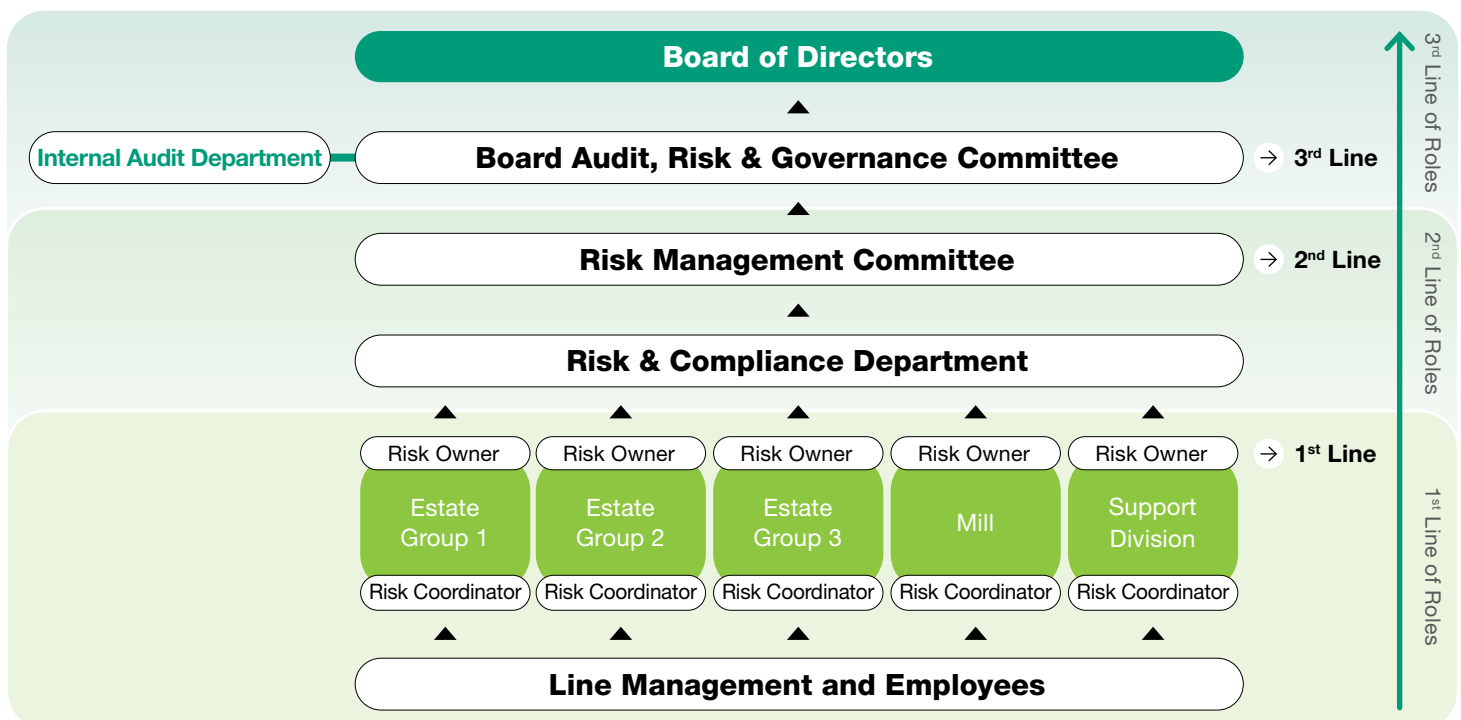 Board of Directors
3rd Line of Roles
Internal Audit Department
Board Audit, Risk & Governance Committee
→ 3rd Line
Risk Management Committee
→ 2nd Line
2nd Line of Roles
Risk & Compliance Department
Risk Owner
Risk Owner
Risk Owner
Risk Owner
Risk Owner
→ 1st Line
Estate
Group 1
Estate
Group 2
Estate
Group 3
Mill
Support
Division
1st Line of Roles
Risk Coordinator
Risk Coordinator
Risk Coordinator
Risk Coordinator
Risk Coordinator
Line Management and Employees